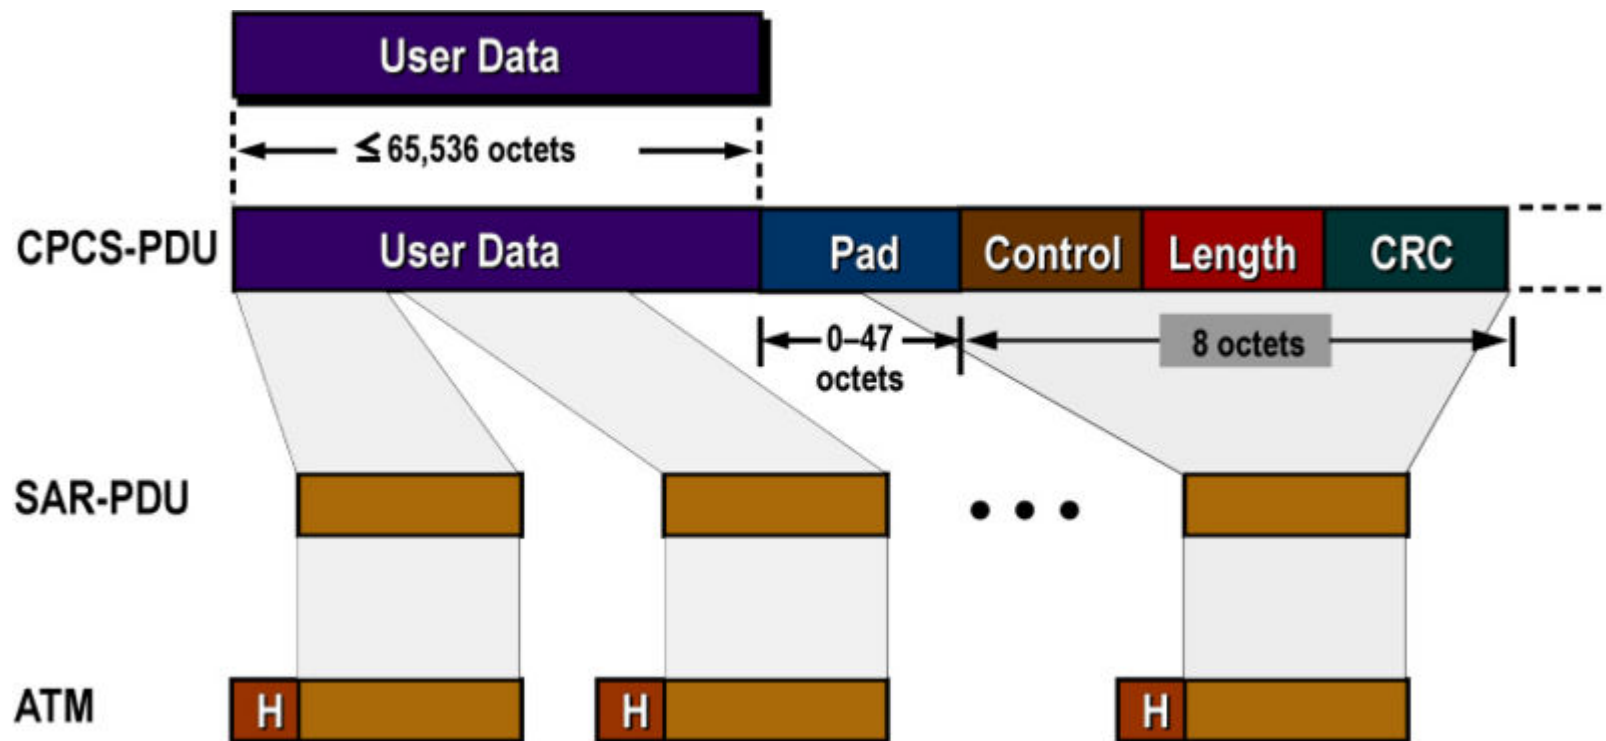 User Data
≤ 65,536 octets
CPCS-PDU
User Data
Pad
Control
Length
CRC
0–47
octets
8 octets
SAR-PDU
ATM
H
H
H